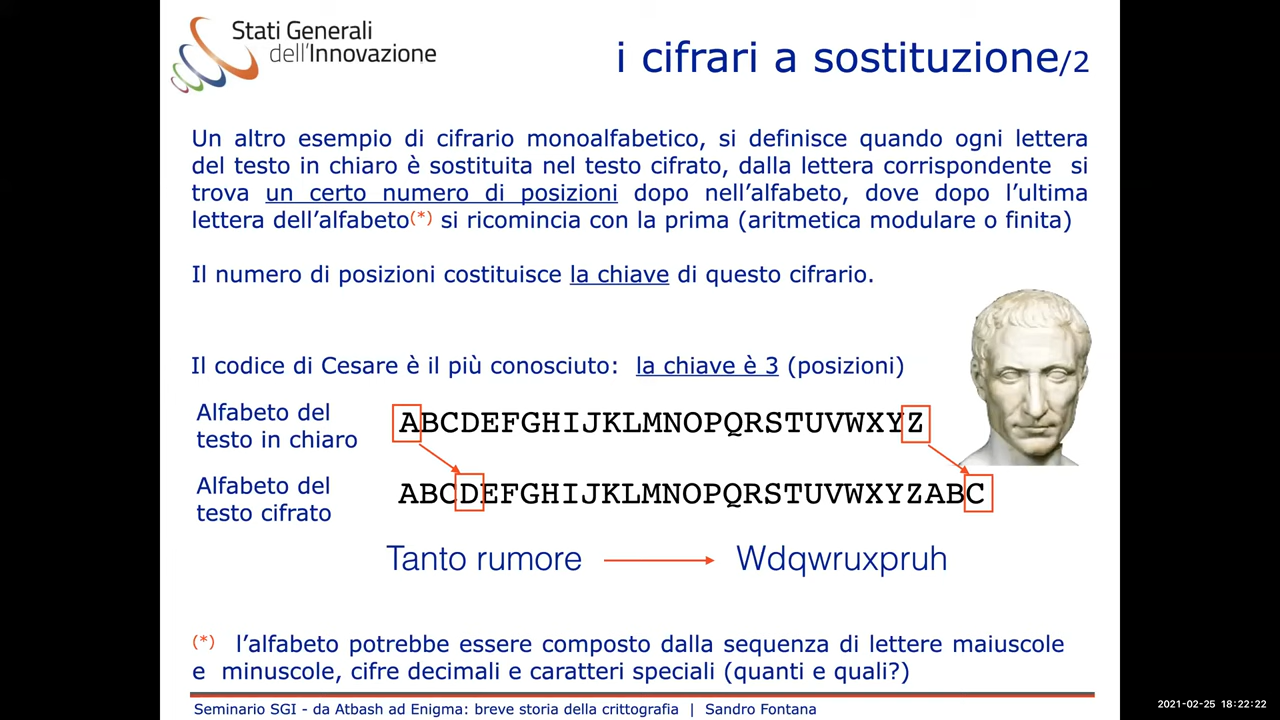 Stati Generali
dell'Innovazione
i cifrari a sostituzione/2
Un altro esempio di cifrario monoalfabetico, si definisce quando ogni lettera
del testo in chiaro è sostituita nel testo cifrato, dalla lettera corrispondente si
trova un certo numero di posizioni dopo nell'alfabeto, dove dopo l'ultima
lettera dell'alfabeto(*) si ricomincia con la prima (aritmetica modulare o finita)
Il numero di posizioni costituisce la chiave di questo cifrario.
Il codice di Cesare è il più conosciuto: la chiave è 3 (posizioni)
Alfabeto del
testo in chiaro
ABCDEFGHIJKLMNOPQRSTUVWXYZ
Alfabeto del
testo cifrato
ABCDEFGHIJKLMNOPQRSTUVWXYZABC
Tanto rumore Wdqwruxpruh
(*) l'alfabeto potrebbe essere composto dalla sequenza di lettere maiuscole
e minuscole, cifre decimali e caratteri speciali (quanti e quali?)
Seminario SGI - da Atbash ad Enigma: breve storia della crittografia | Sandro Fontana
2021-02-25 18:22:22